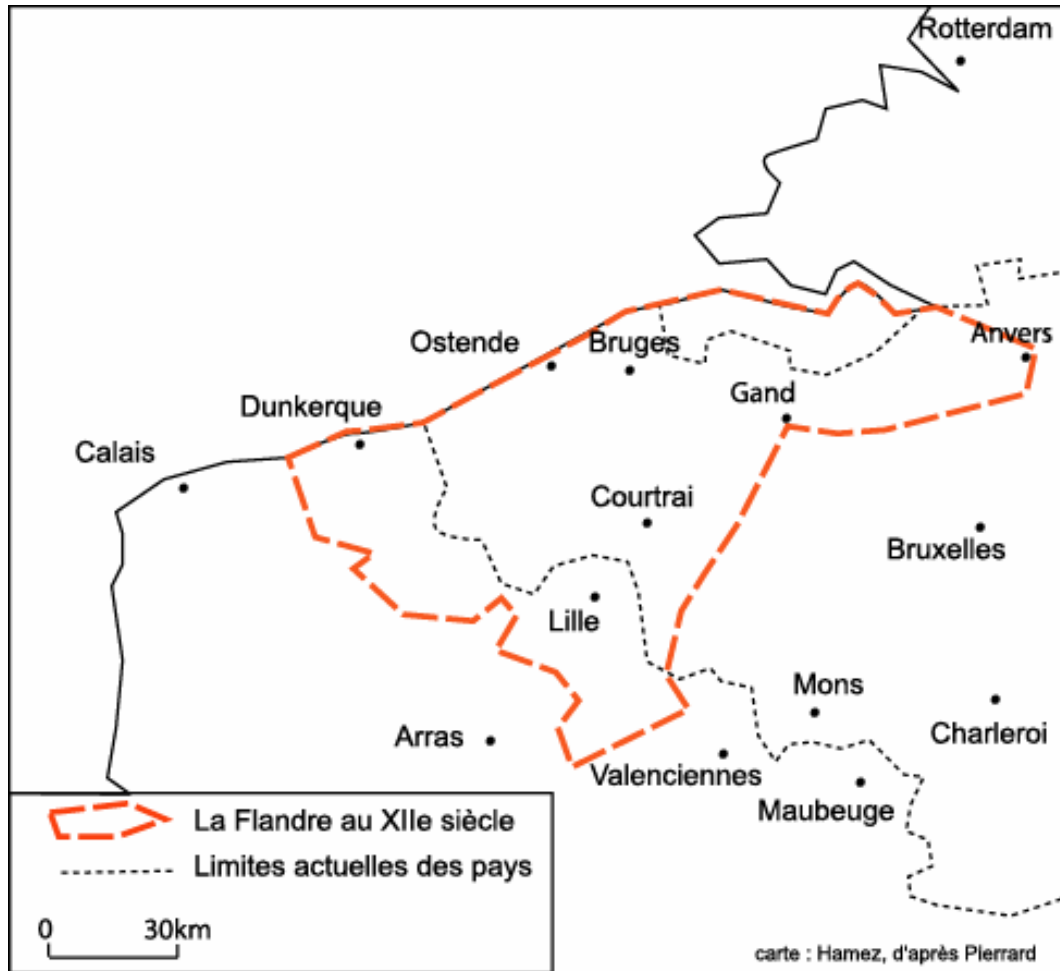 Rotterdam
Ostende
Bruges
Anvers
Dunkerque
Gand
Calais
Courtrai
Bruxelles
Lille
Mons
Arras
Charleroi
Valenciennes
Maubeuge
La Flandre au XIIe siècle
Limites actuelles des pays
0 30km
carte : Hamez, d'après Plerrard